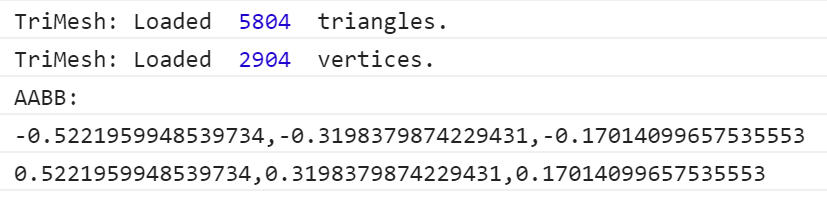 TriMesh: Loaded  5804  triangles.
TriMesh: Loaded  2904  vertices.
AABB:
-0.5221959948539734,-0.3198379874229431,-0.17014099657535553
0.5221959948539734,0.3198379874229431,0.17014099657535553